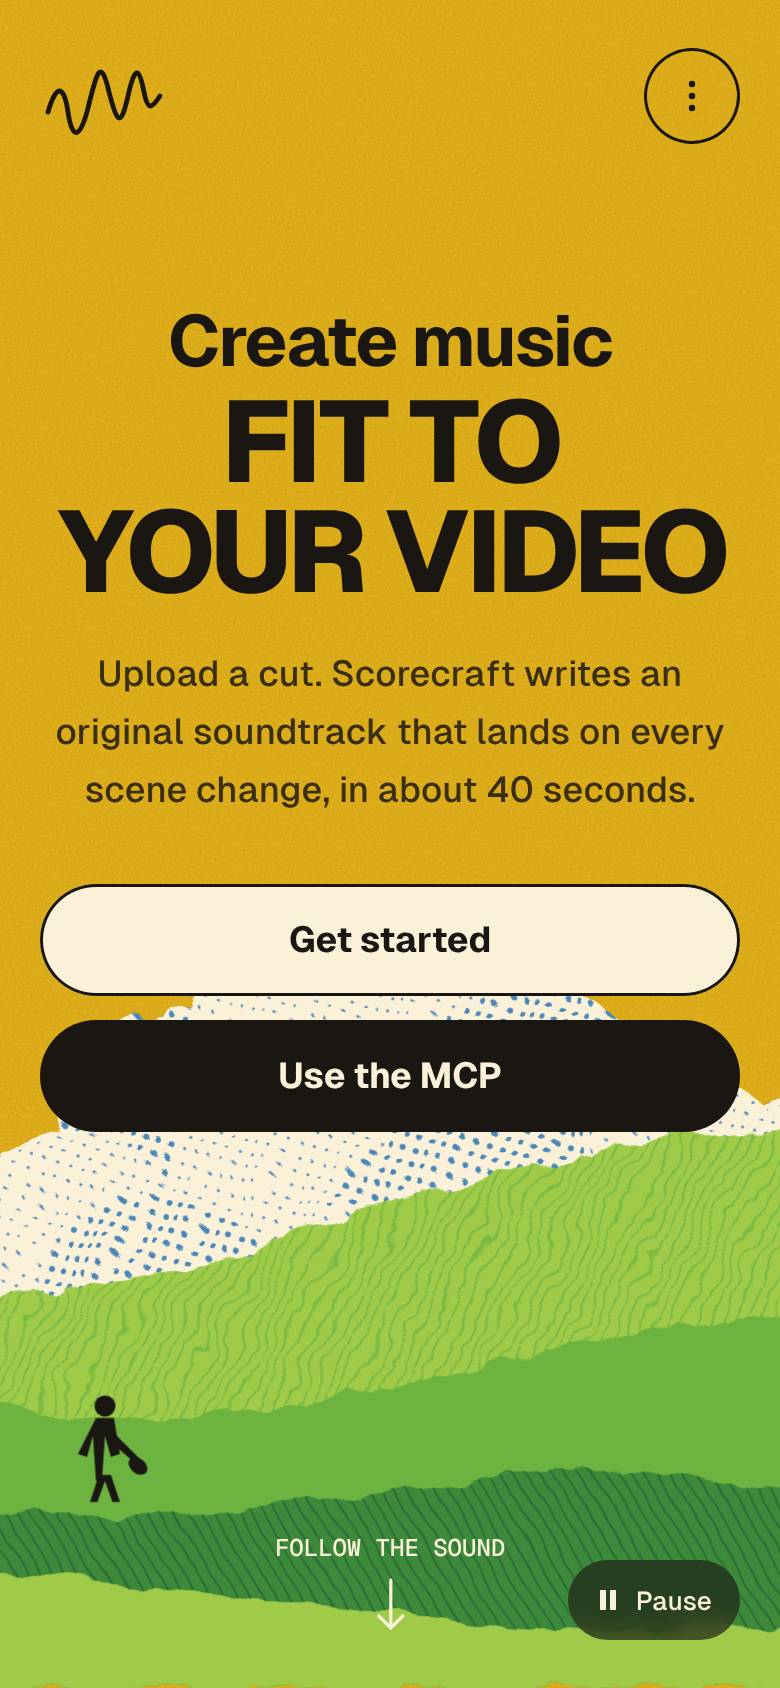 Create music
FIT TO
YOUR VIDEO
Upload a cut. Scorecraft writes an
original soundtrack that lands on every
scene change, in about 40 seconds.
Get started
Use the MCP
FOLLOW THE SOUND
Pause